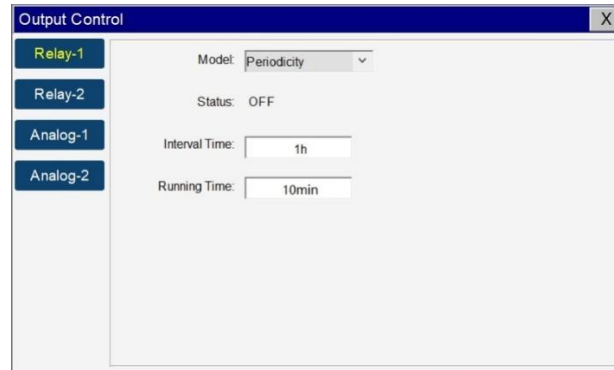 Output Control
X
Relay-1
Relay-2
Analog-1
Analog-2
Model: Periodicity
Status: OFF
Interval Time: 1h
Running Time: 10min